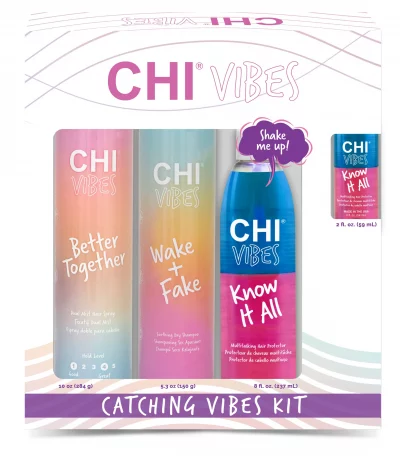 CHI® VIBES
Shake
me up!
CHI
VIBES
Better
Together
Dual Mist Hair Spray
10 oz (284 g)
CHI
VIBES
Wake
+
Fake
Soothing Dry Shampoo
5.3 oz (150 g)
CHI®
VIBES
Know
It All
Multitasking Hair Protector
Protecteur de cheveux multitâche
Protector de cabello multiuso
8 fl. oz (237 mL)
CHI
VIBES
Know
It All
2 fl. oz (59 mL)
CATCHING VIBES KIT